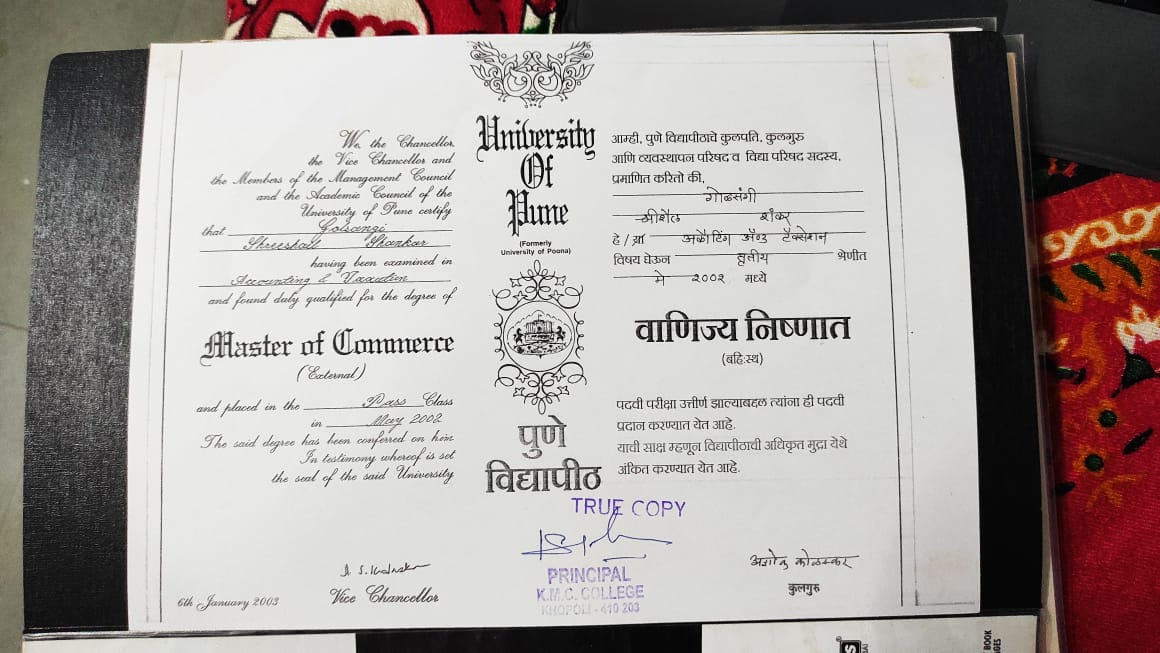 We, the Chancellor,
the Vice Chancellor and
the Members of the Management Council
and the Academic Council of the
University of Pune certify
that Golsangi
Shreeshail Shankar
having been examined in
Accounting & Taxation
and found duly qualified for the degree of
Master of Commerce
(External)
and placed in the Pass Class
in May 2002
The said degree has been conferred on him
In testimony whereof is set
the seal of the said University
6th January 2003
Vice Chancellor
University
Of
Pune
(Formerly
University of Poona)
पुणे
विद्यापीठ
TRUE COPY
PRINCIPAL
K.M.C. COLLEGE
KHOPOLI - 410 203
आम्ही, पुणे विद्यापीठाचे कुलपति, कुलगुरु
आणि व्यवस्थापन परिषद व विद्या परिषद सदस्य,
प्रमाणित करितो की,
गोळसंगी
श्रीशैल शंकर
हे / ह्या अकौंटिंग अॅण्ड टॅक्सेशन
विषय घेऊन तृतीय श्रेणीत
मे २००२ मध्ये
वाणिज्य निष्णात
(बहि:स्थ)
पदवी परीक्षा उत्तीर्ण झाल्याबद्दल त्यांना ही पदवी
प्रदान करण्यात येत आहे.
याची साक्ष म्हणून विद्यापीठाची अधिकृत मुद्रा येथे
अंकित करण्यात येत आहे.
अशोक कोळस्कर
कुलगुरु
BOOK